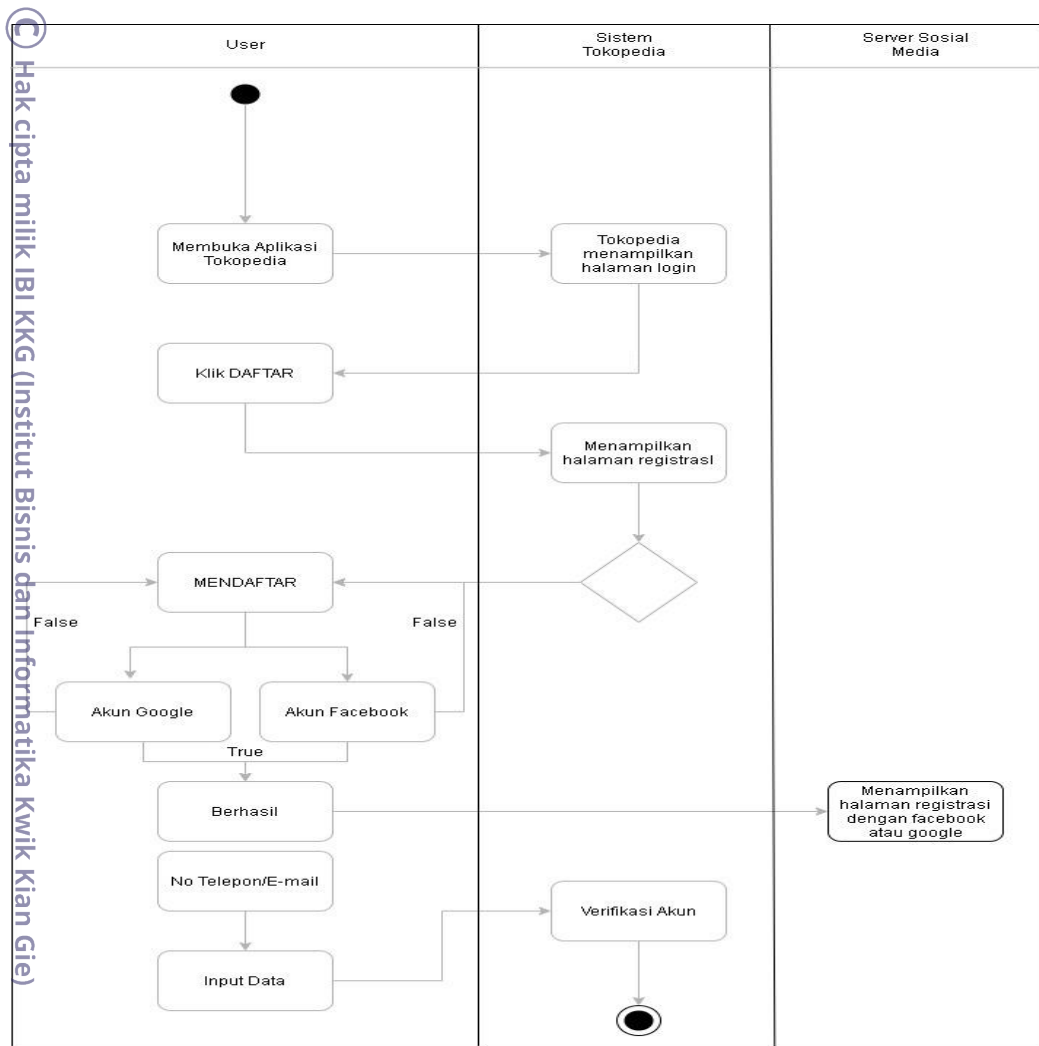 User
Sistem
Tokopedia
Server Sosial
Media
Membuka Aplikasi
Tokopedia
Tokopedia
menampilkan
halaman login
Klik DAFTAR
Menampilkan
halaman registrasI
MENDAFTAR
False
False
Akun Google
Akun Facebook
True
Berhasil
Menampilkan
halaman registrasi
dengan facebook
atau google
No Telepon/E-mail
Verifikasi Akun
Input Data
© Hak cipta milik IBI KKG (Institut Bisnis dan Informatika Kwik Kian Gie)